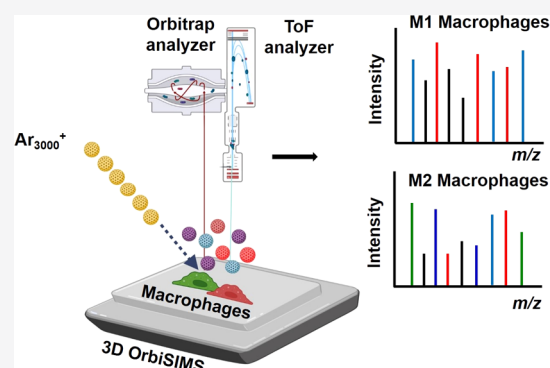 Orbitrap
analyzer
ToF
analyzer
M1 Macrophages
Intensity
m/z
Ar3000+
M2 Macrophages
Intensity
m/z
Macrophages
3D OrbiSIMS